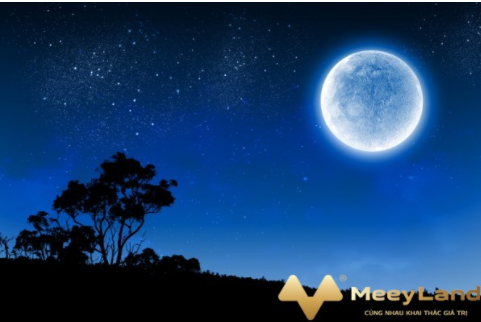 MeeyLand
CÙNG NHAU KHAI THÁC GIÁ TRỊ